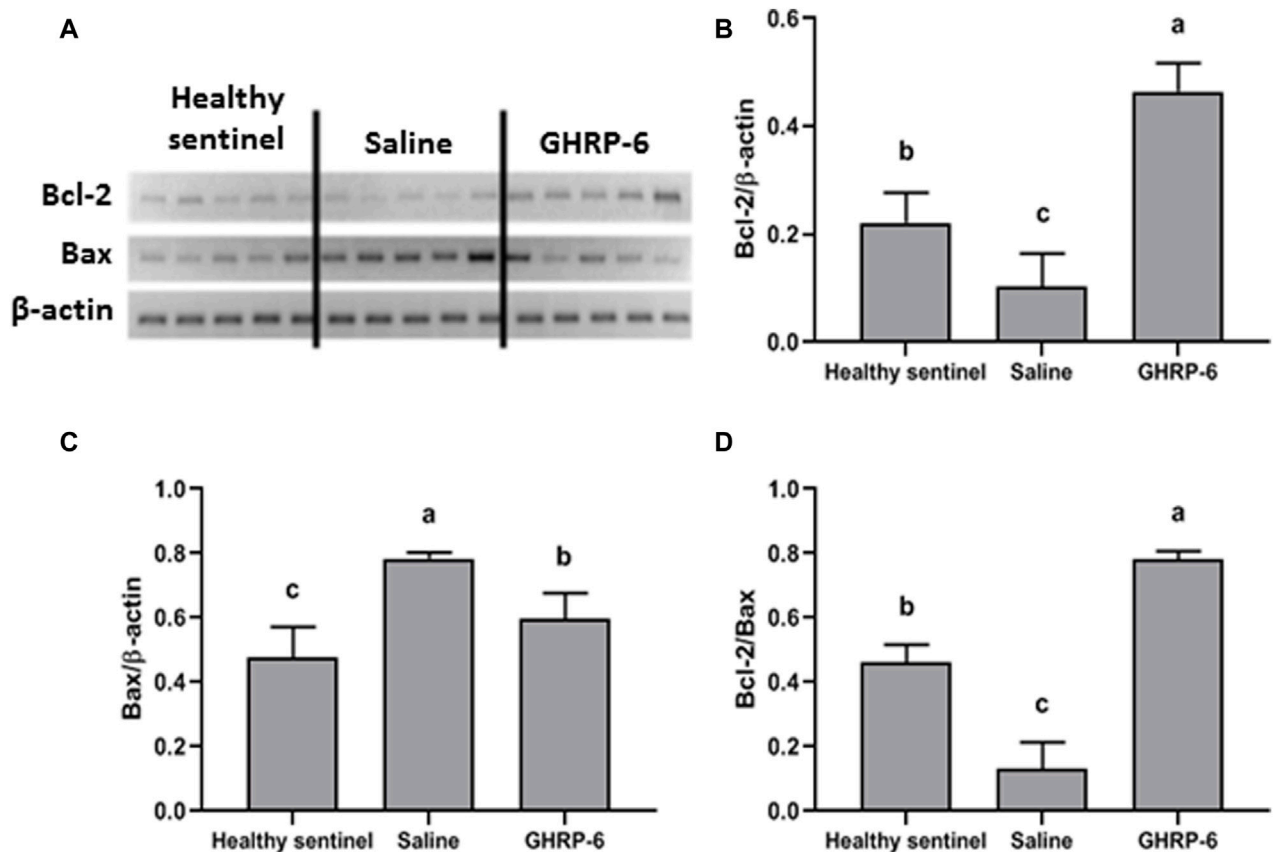 A
Healthy
sentinel
Saline
GHRP-6
Bcl-2
Bax
β-actin
B
Bcl-2/β-actin
0.6
0.4
0.2
0.0
b
c
a
Healthy sentinel
Saline
GHRP-6
C
Bax/β-actin
1.0
0.8
0.6
0.4
0.2
0.0
c
a
b
Healthy sentinel
Saline
GHRP-6
D
Bcl-2/Bax
1.0
0.8
0.6
0.4
0.2
0.0
b
c
a
Healthy sentinel
Saline
GHRP-6